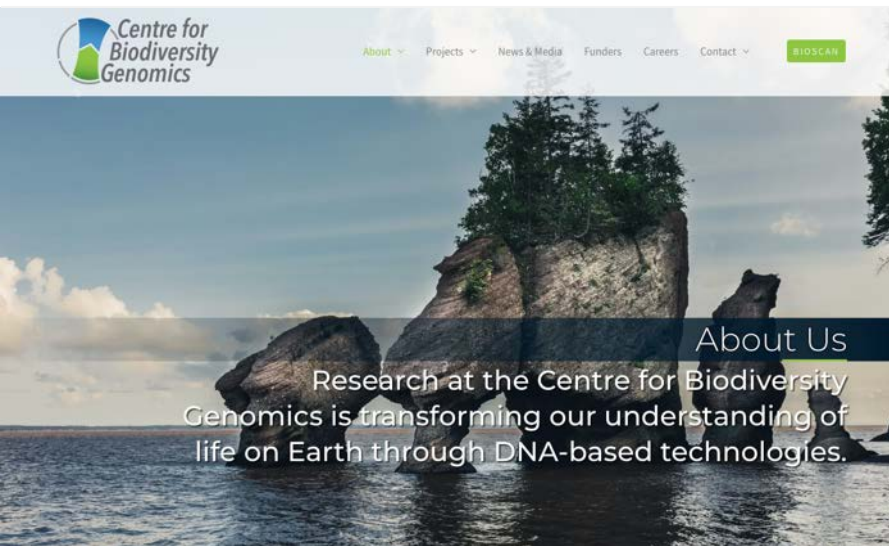 Centre for
Biodiversity
Genomics
About
Projects
News & Media
Funders
Careers
Contact
BIOSCAN
About Us
Research at the Centre for Biodiversity
Genomics is transforming our understanding of
life on Earth through DNA-based technologies.